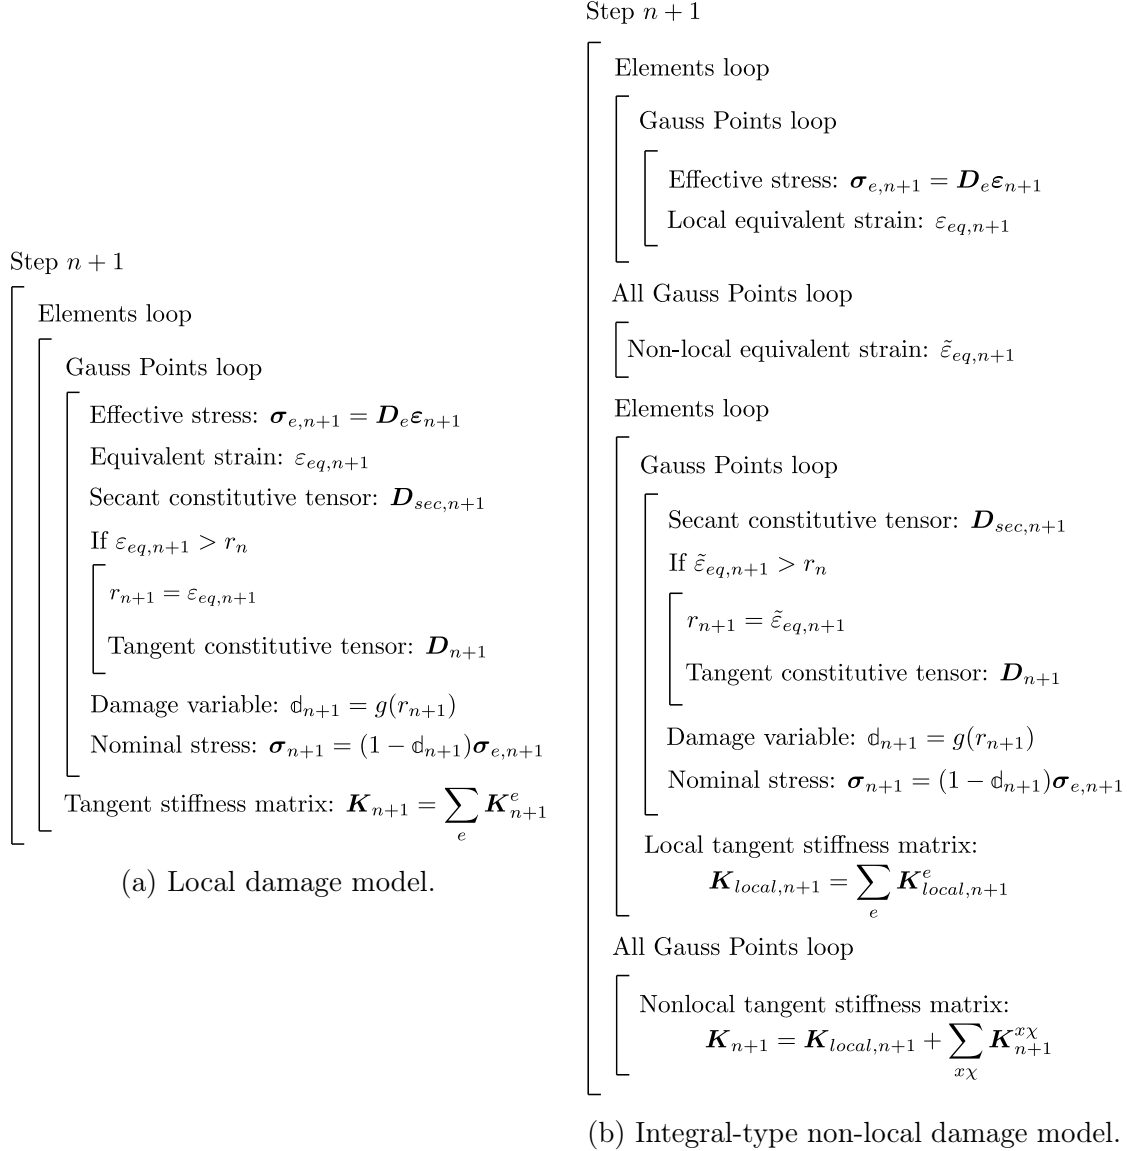 Step n + 1
Elements loop
Gauss Points loop
Effective stress: σ_{e,n+1} = D_e ε_{n+1}
Equivalent strain: ε_{eq,n+1}
Secant constitutive tensor: D_{sec,n+1}
If ε_{eq,n+1} > r_n
r_{n+1} = ε_{eq,n+1}
Tangent constitutive tensor: D_{n+1}
Damage variable: 𝕕_{n+1} = g(r_{n+1})
Nominal stress: σ_{n+1} = (1 − 𝕕_{n+1})σ_{e,n+1}
Tangent stiffness matrix: K_{n+1} = ∑_e K^e_{n+1}
(a) Local damage model.
Step n + 1
Elements loop
Gauss Points loop
Effective stress: σ_{e,n+1} = D_e ε_{n+1}
Local equivalent strain: ε_{eq,n+1}
All Gauss Points loop
Non-local equivalent strain: ε̃_{eq,n+1}
Elements loop
Gauss Points loop
Secant constitutive tensor: D_{sec,n+1}
If ε̃_{eq,n+1} > r_n
r_{n+1} = ε̃_{eq,n+1}
Tangent constitutive tensor: D_{n+1}
Damage variable: 𝕕_{n+1} = g(r_{n+1})
Nominal stress: σ_{n+1} = (1 − 𝕕_{n+1})σ_{e,n+1}
Local tangent stiffness matrix:
K_{local,n+1} = ∑_e K^e_{local,n+1}
All Gauss Points loop
Nonlocal tangent stiffness matrix:
K_{n+1} = K_{local,n+1} + ∑_{xχ} K^{xχ}_{n+1}
(b) Integral-type non-local damage model.